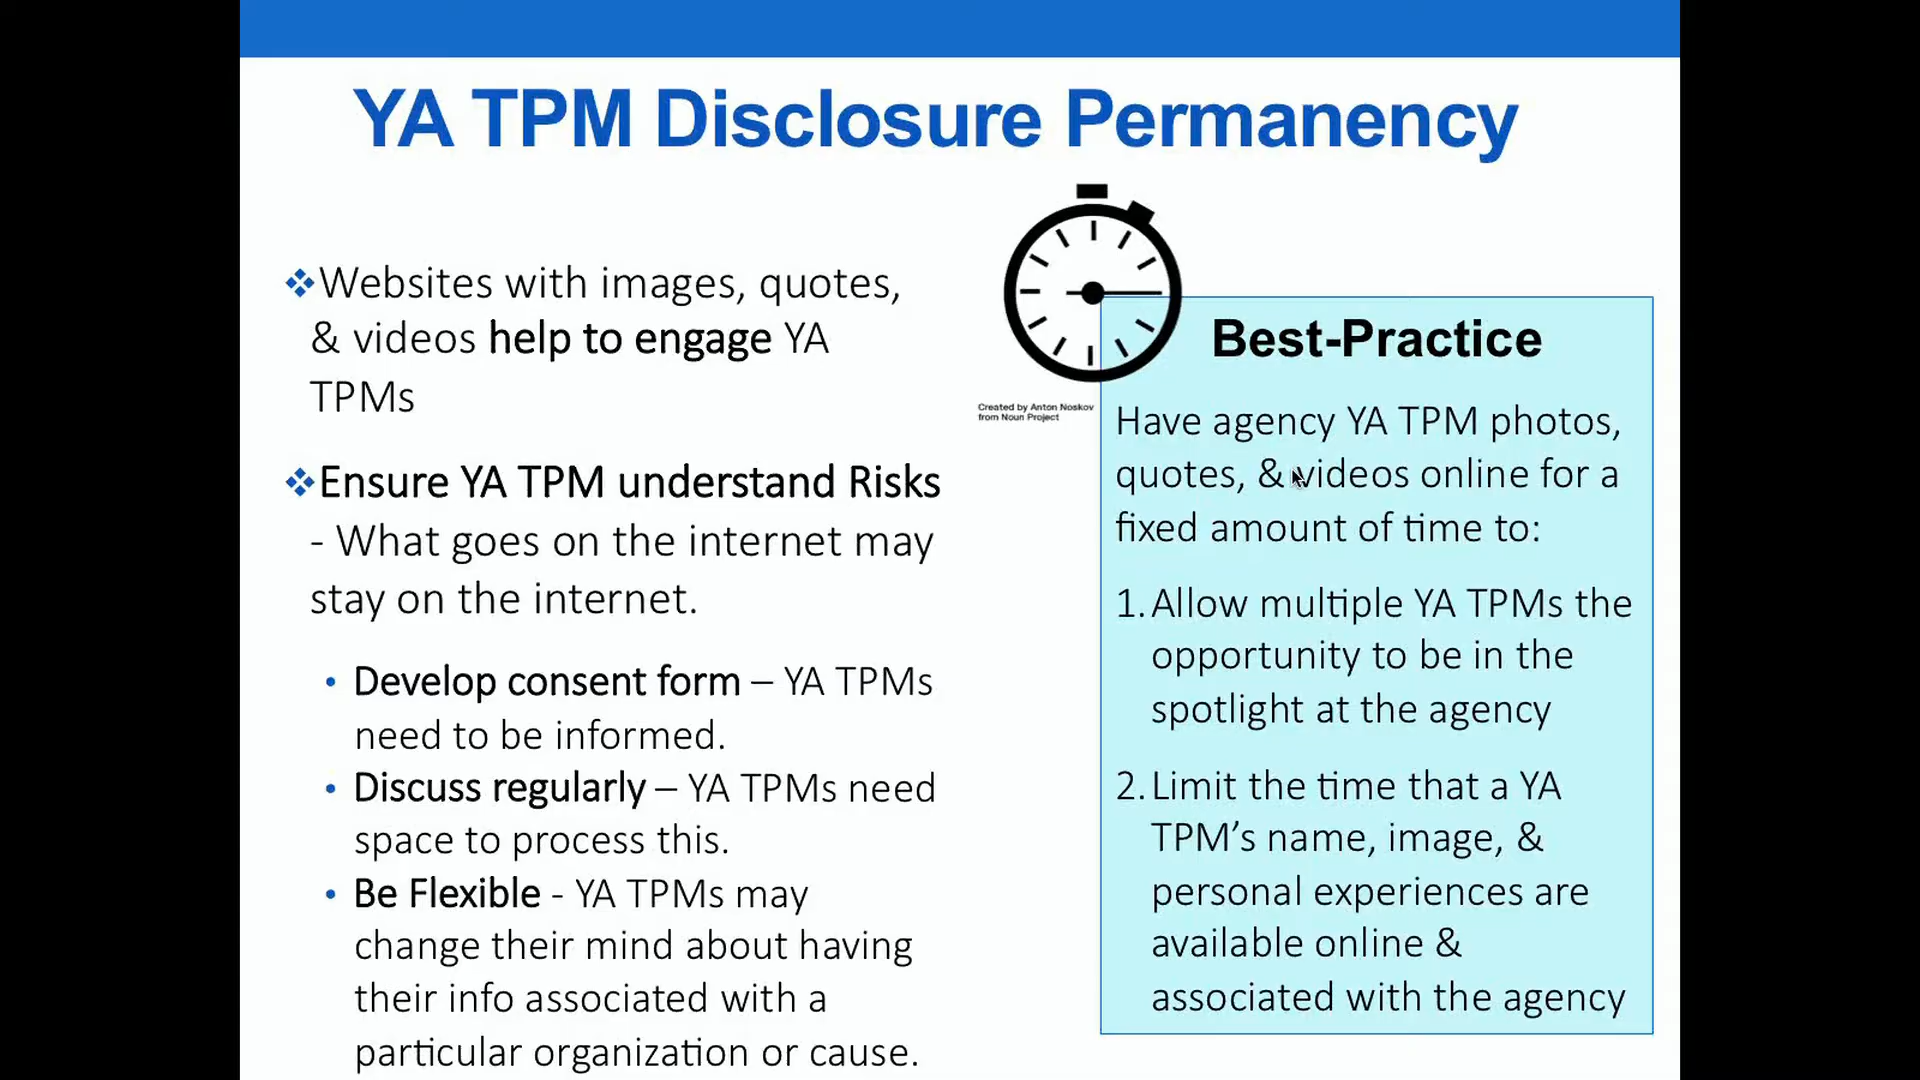 YA TPM Disclosure Permanency
❖Websites with images, quotes,
& videos help to engage YA
TPMs
❖Ensure YA TPM understand Risks
- What goes on the internet may
stay on the internet.
• Develop consent form – YA TPMs
need to be informed.
• Discuss regularly – YA TPMs need
space to process this.
• Be Flexible - YA TPMs may
change their mind about having
their info associated with a
particular organization or cause.
Created by Anton Noskov
from Noun Project
Best-Practice
Have agency YA TPM photos,
quotes, & videos online for a
fixed amount of time to:
1. Allow multiple YA TPMs the
opportunity to be in the
spotlight at the agency
2. Limit the time that a YA
TPM’s name, image, &
personal experiences are
available online &
associated with the agency